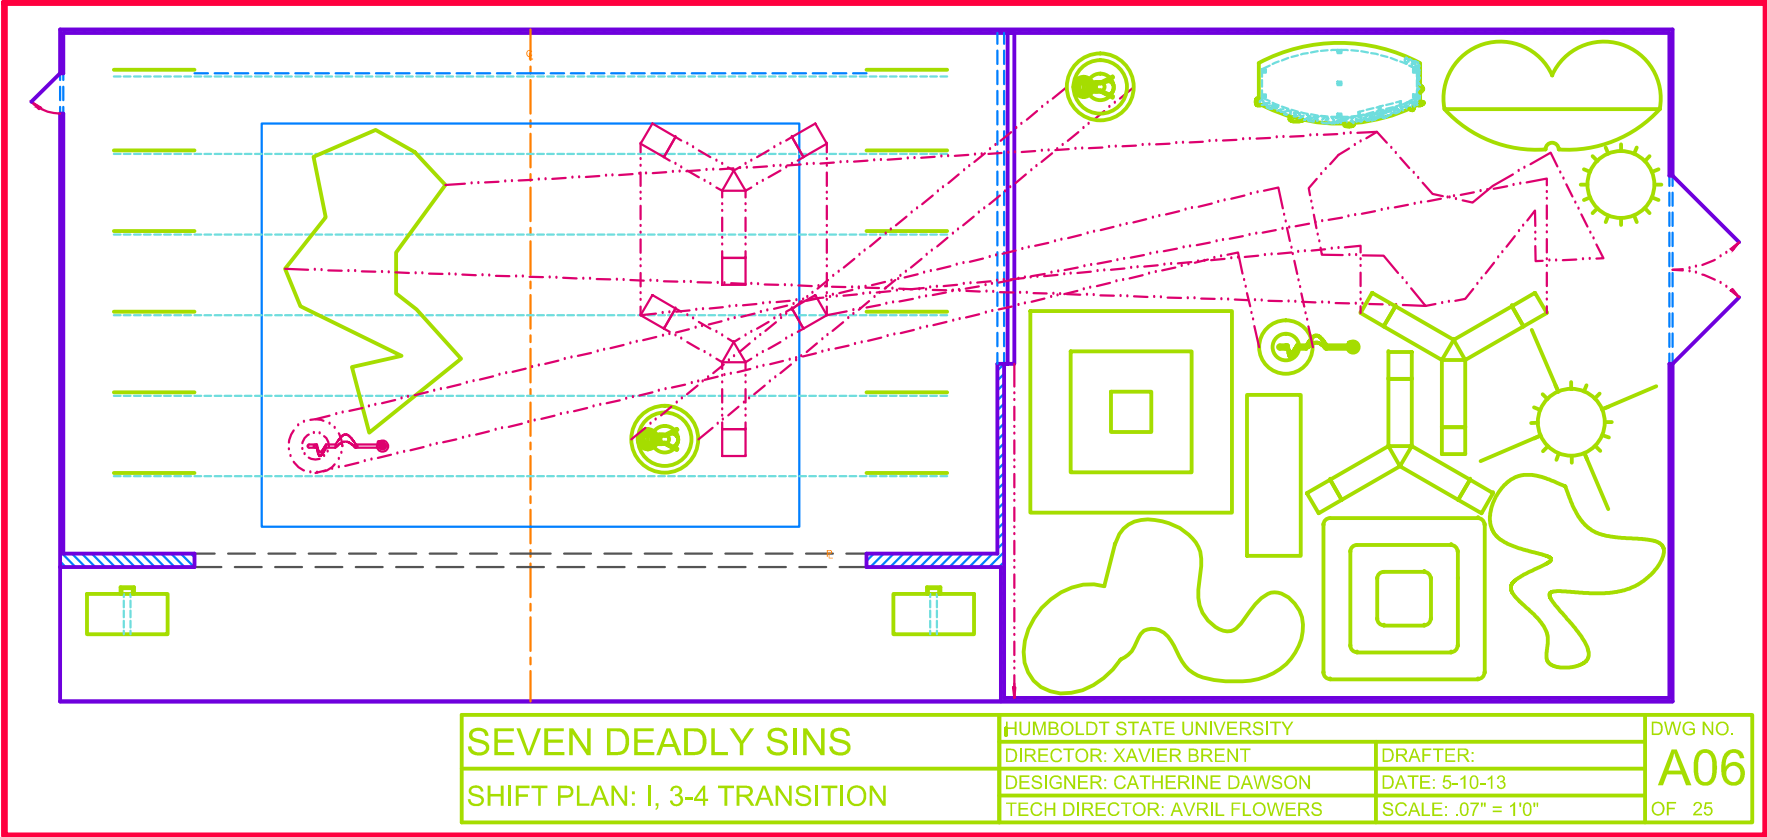 SEVEN DEADLY SINS
SHIFT PLAN: I, 3-4 TRANSITION
HUMBOLDT STATE UNIVERSITY
DIRECTOR: XAVIER BRENT
DRAFTER:
DESIGNER: CATHERINE DAWSON
DATE: 5-10-13
TECH DIRECTOR: AVRIL FLOWERS
SCALE: .07" = 1'0"
DWG NO.
A06
OF 25